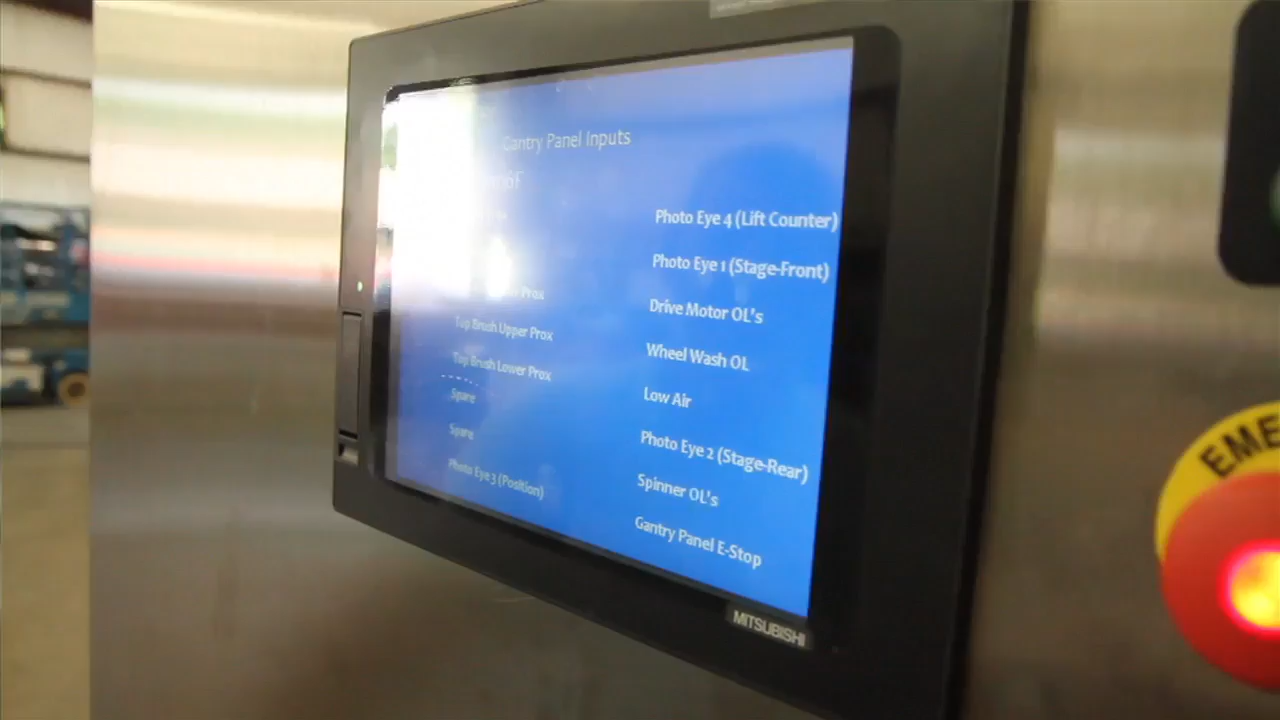 Gantry Panel Inputs
Prox
Top Brush Upper Prox
Top Brush Lower Prox
Spare
Spare
Photo Eye 3 (Position)
Photo Eye 4 (Lift Counter)
Photo Eye 1 (Stage-Front)
Drive Motor OL's
Wheel Wash OL
Low Air
Photo Eye 2 (Stage-Rear)
Spinner OL's
Gantry Panel E-Stop
MITSUBISHI
EME